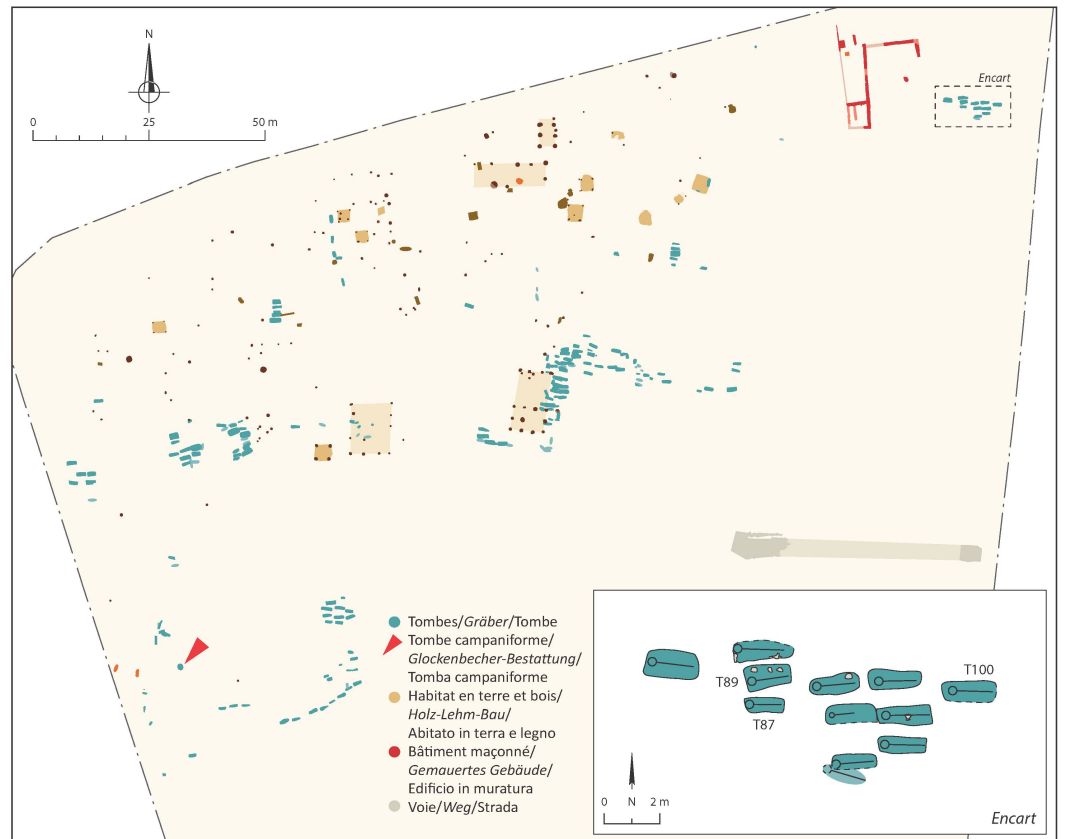 N
0 25 50 m
Encart
Tombes/Gräber/Tombe
Tombe campaniforme/
Glockenbecher-Bestattung/
Tomba campaniforme
Habitat en terre et bois/
Holz-Lehm-Bau/
Abitato in terra e legno
Bâtiment maçonné/
Gemauertes Gebäude/
Edificio in muratura
Voie/Weg/Strada
T89
T87
T100
0 N 2 m
Encart